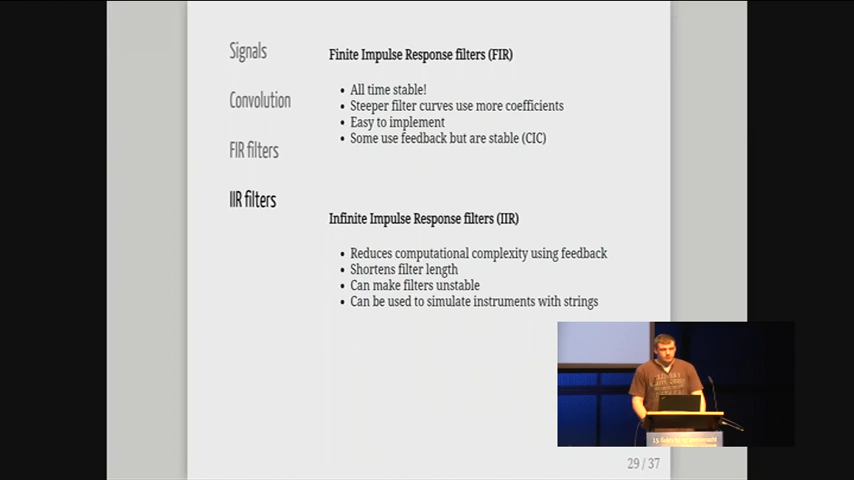 Signals
Convolution
FIR filters
IIR filters
Finite Impulse Response filters (FIR)
• All time stable!
• Steeper filter curves use more coefficients
• Easy to implement
• Some use feedback but are stable (CIC)
Infinite Impulse Response filters (IIR)
• Reduces computational complexity using feedback
• Shortens filter length
• Can make filters unstable
• Can be used to simulate instruments with strings
29 / 37